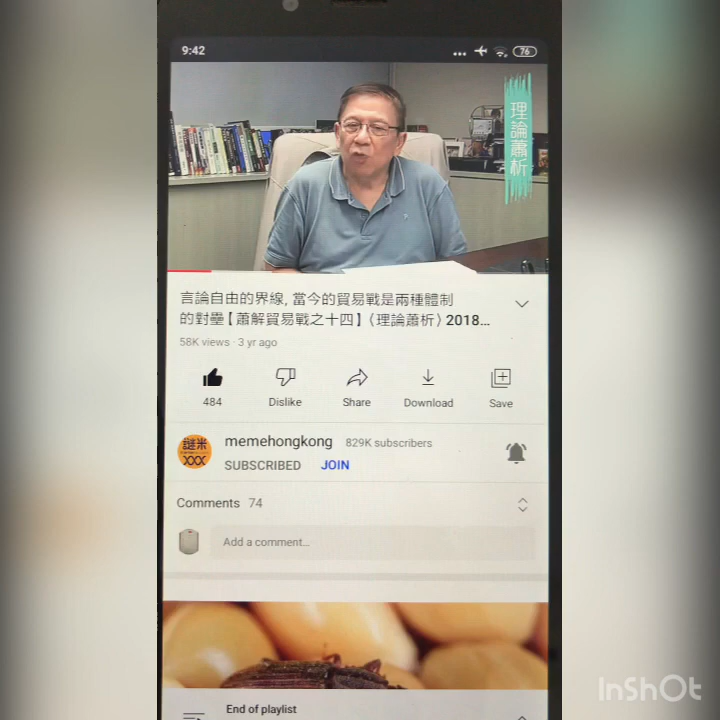 9:42
76
理論蕭析
言論自由的界線, 當今的貿易戰是兩種體制
的對壘【蕭解貿易戰之十四】〈理論蕭析〉2018...
58K views · 3 yr ago
484 Dislike Share Download Save
謎米
XXX
memehongkong 829K subscribers
SUBSCRIBED JOIN
Comments 74
Add a comment...
End of playlist
InShOt